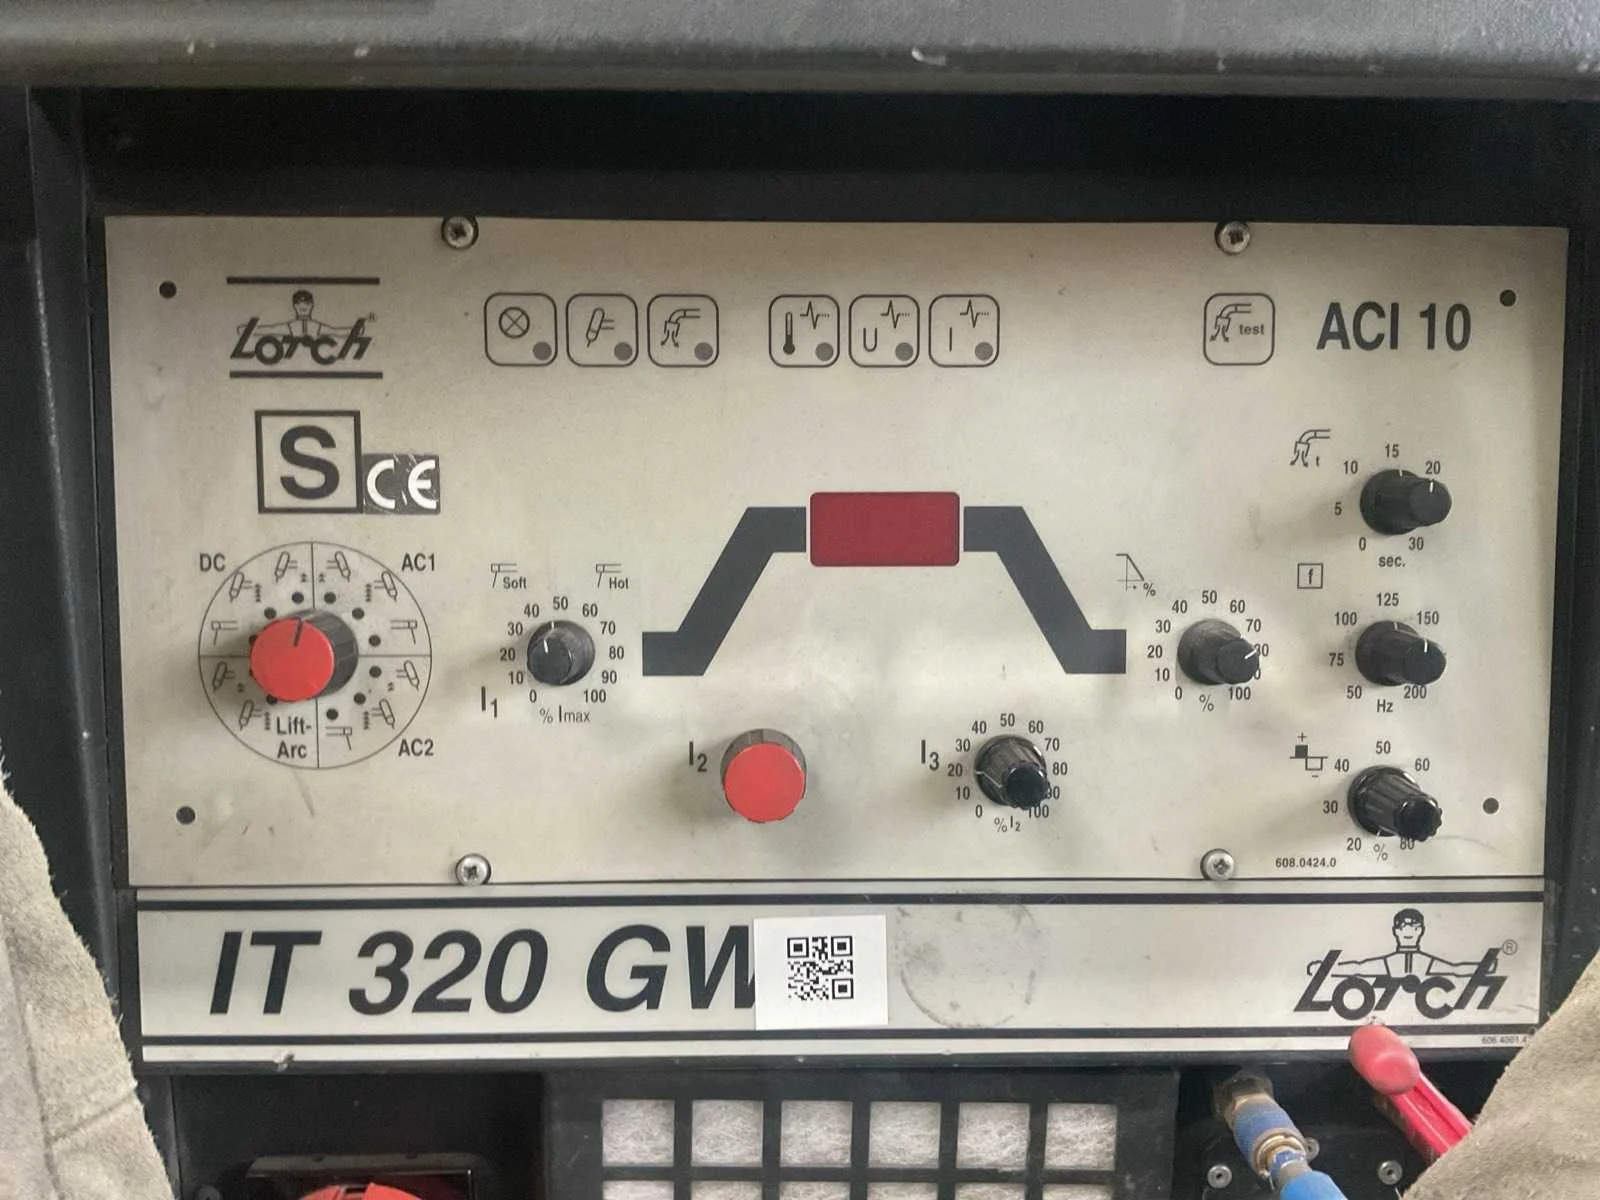 Lorch®
test
ACI 10
S CE
DC
AC1
AC2
Lift-
Arc
Soft
Hot
0 10 20 30 40 50 60 70 80 90 100
I1
% Imax
I2
I3
0 10 20 30 40 50 60 70 80 90 100
% I2
U
I
%
0 10 20 30 40 50 60 70 100
%
t
0 5 10 15 20 30
sec.
f
50 75 100 125 150 200
Hz
+
-
20 30 40 50 60 80
%
608.0424.0
IT 320 GW
Lorch®